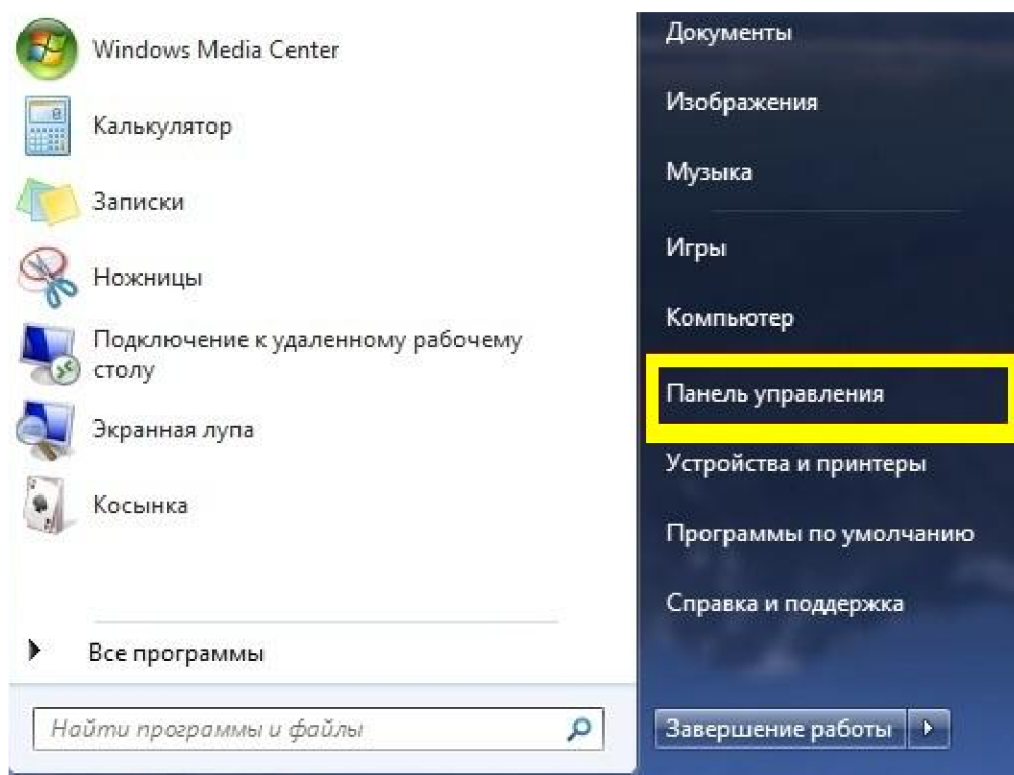 Windows Media Center
Калькулятор
Записки
Ножницы
Подключение к удаленному рабочему
столу
Экранная лупа
Косынка
Все программы
Найти программы и файлы
Документы
Изображения
Музыка
Игры
Компьютер
Панель управления
Устройства и принтеры
Программы по умолчанию
Справка и поддержка
Завершение работы